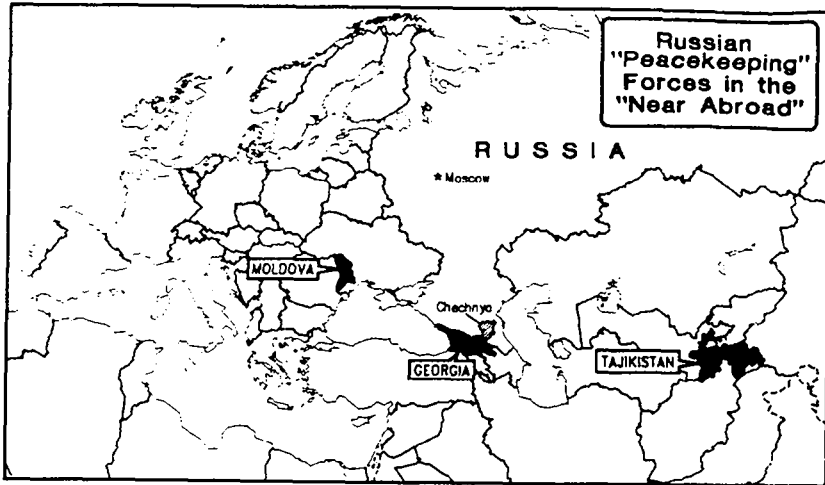 Russian
"Peacekeeping"
Forces in the
"Near Abroad"
RUSSIA
* Moscow
MOLDOVA
Chechnya
GEORGIA
TAJIKISTAN